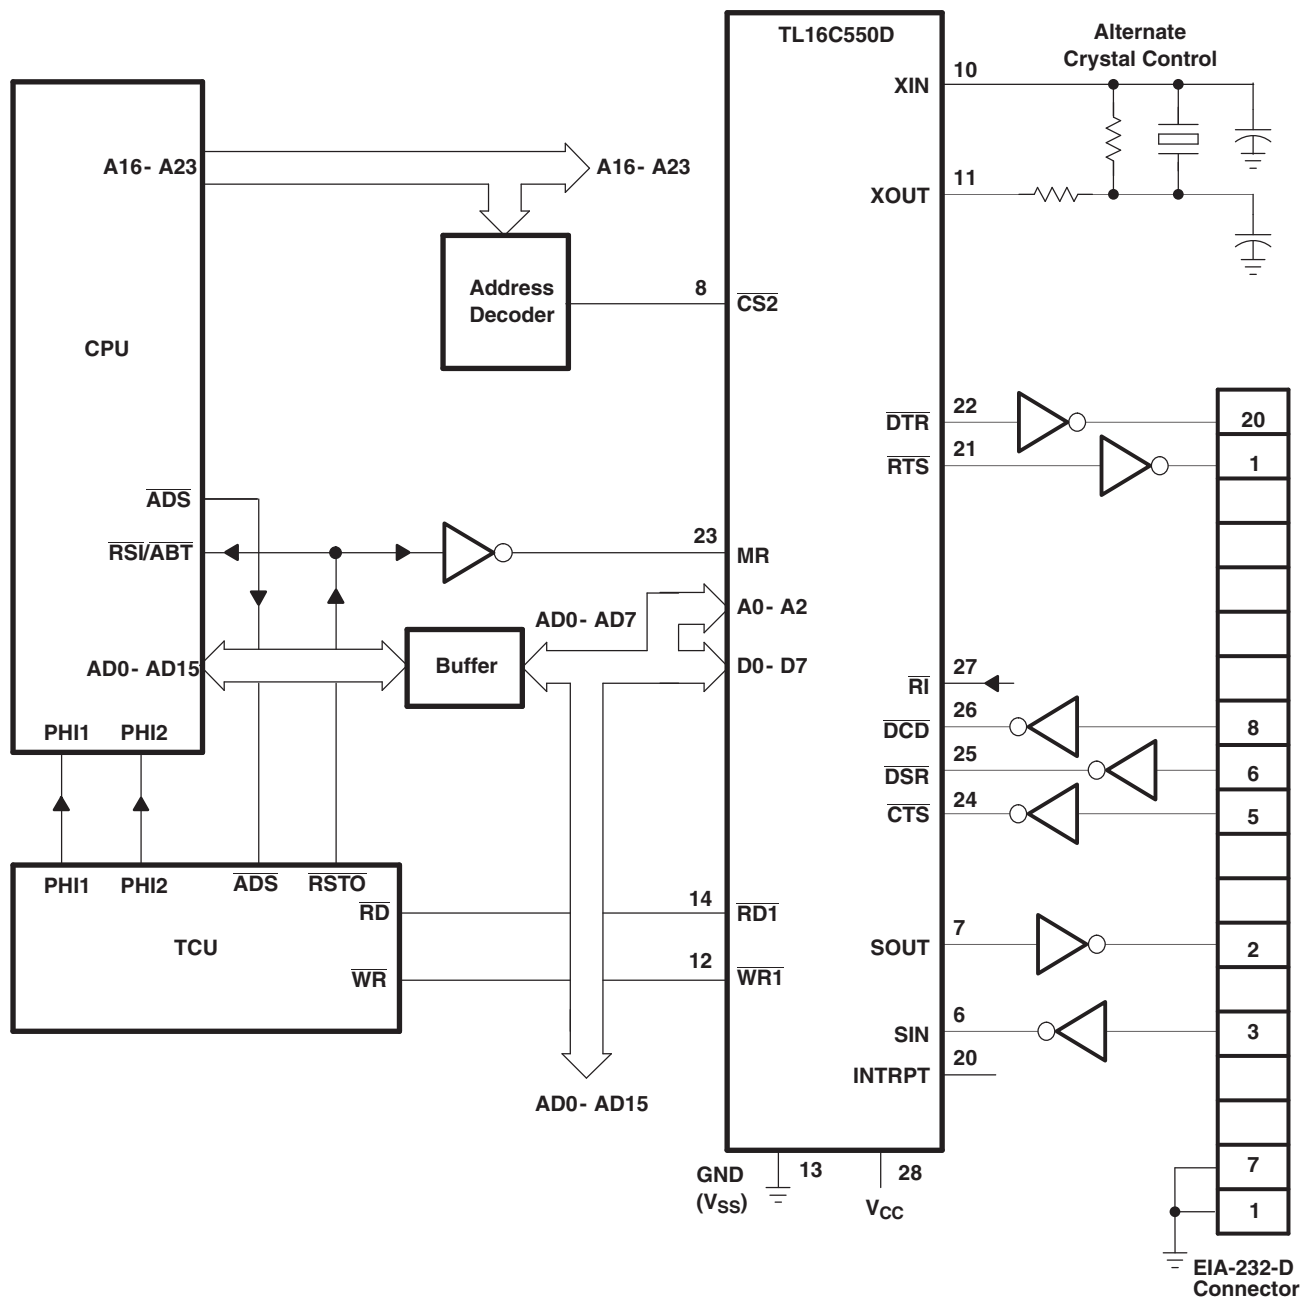 TL16C550D
Alternate
Crystal Control
XIN
10
A16- A23
A16- A23
XOUT
11
Address
Decoder
8
CS2
CPU
DTR
22
20
RTS
21
1
ADS
RSI/ABT
23
MR
AD0- AD7
A0- A2
AD0- AD15
Buffer
D0- D7
RI
27
PHI1
PHI2
DCD
26
8
DSR
25
6
CTS
24
5
PHI1
PHI2
ADS
RSTO
RD
14
RD1
TCU
SOUT
7
2
WR
12
WR1
SIN
6
3
INTRPT
20
AD0- AD15
GND
(VSS)
13
28
VCC
7
1
EIA-232-D
Connector